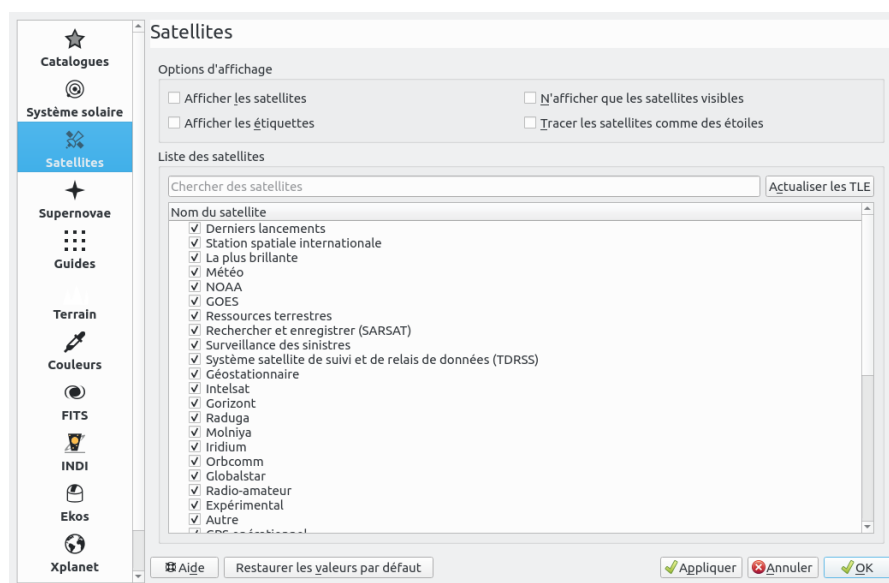 Satellites
Catalogues
Système solaire
Satellites
Supernovae
Guides
Terrain
Couleurs
FITS
INDI
Ekos
Xplanet
Options d'affichage
Afficher les satellites
N'afficher que les satellites visibles
Afficher les étiquettes
Tracer les satellites comme des étoiles
Liste des satellites
Chercher des satellites
Actualiser les TLE
Nom du satellite
Derniers lancements
Station spatiale internationale
La plus brillante
Météo
NOAA
GOES
Ressources terrestres
Rechercher et enregistrer (SARSAT)
Surveillance des sinistres
Système satellite de suivi et de relais de données (TDRSS)
Géostationnaire
Intelsat
Gorizont
Raduga
Molniya
Iridium
Orbcomm
Globalstar
Radio-amateur
Expérimental
Autre
GPS opérationnel
Aide
Restaurer les valeurs par défaut
Appliquer
Annuler
OK